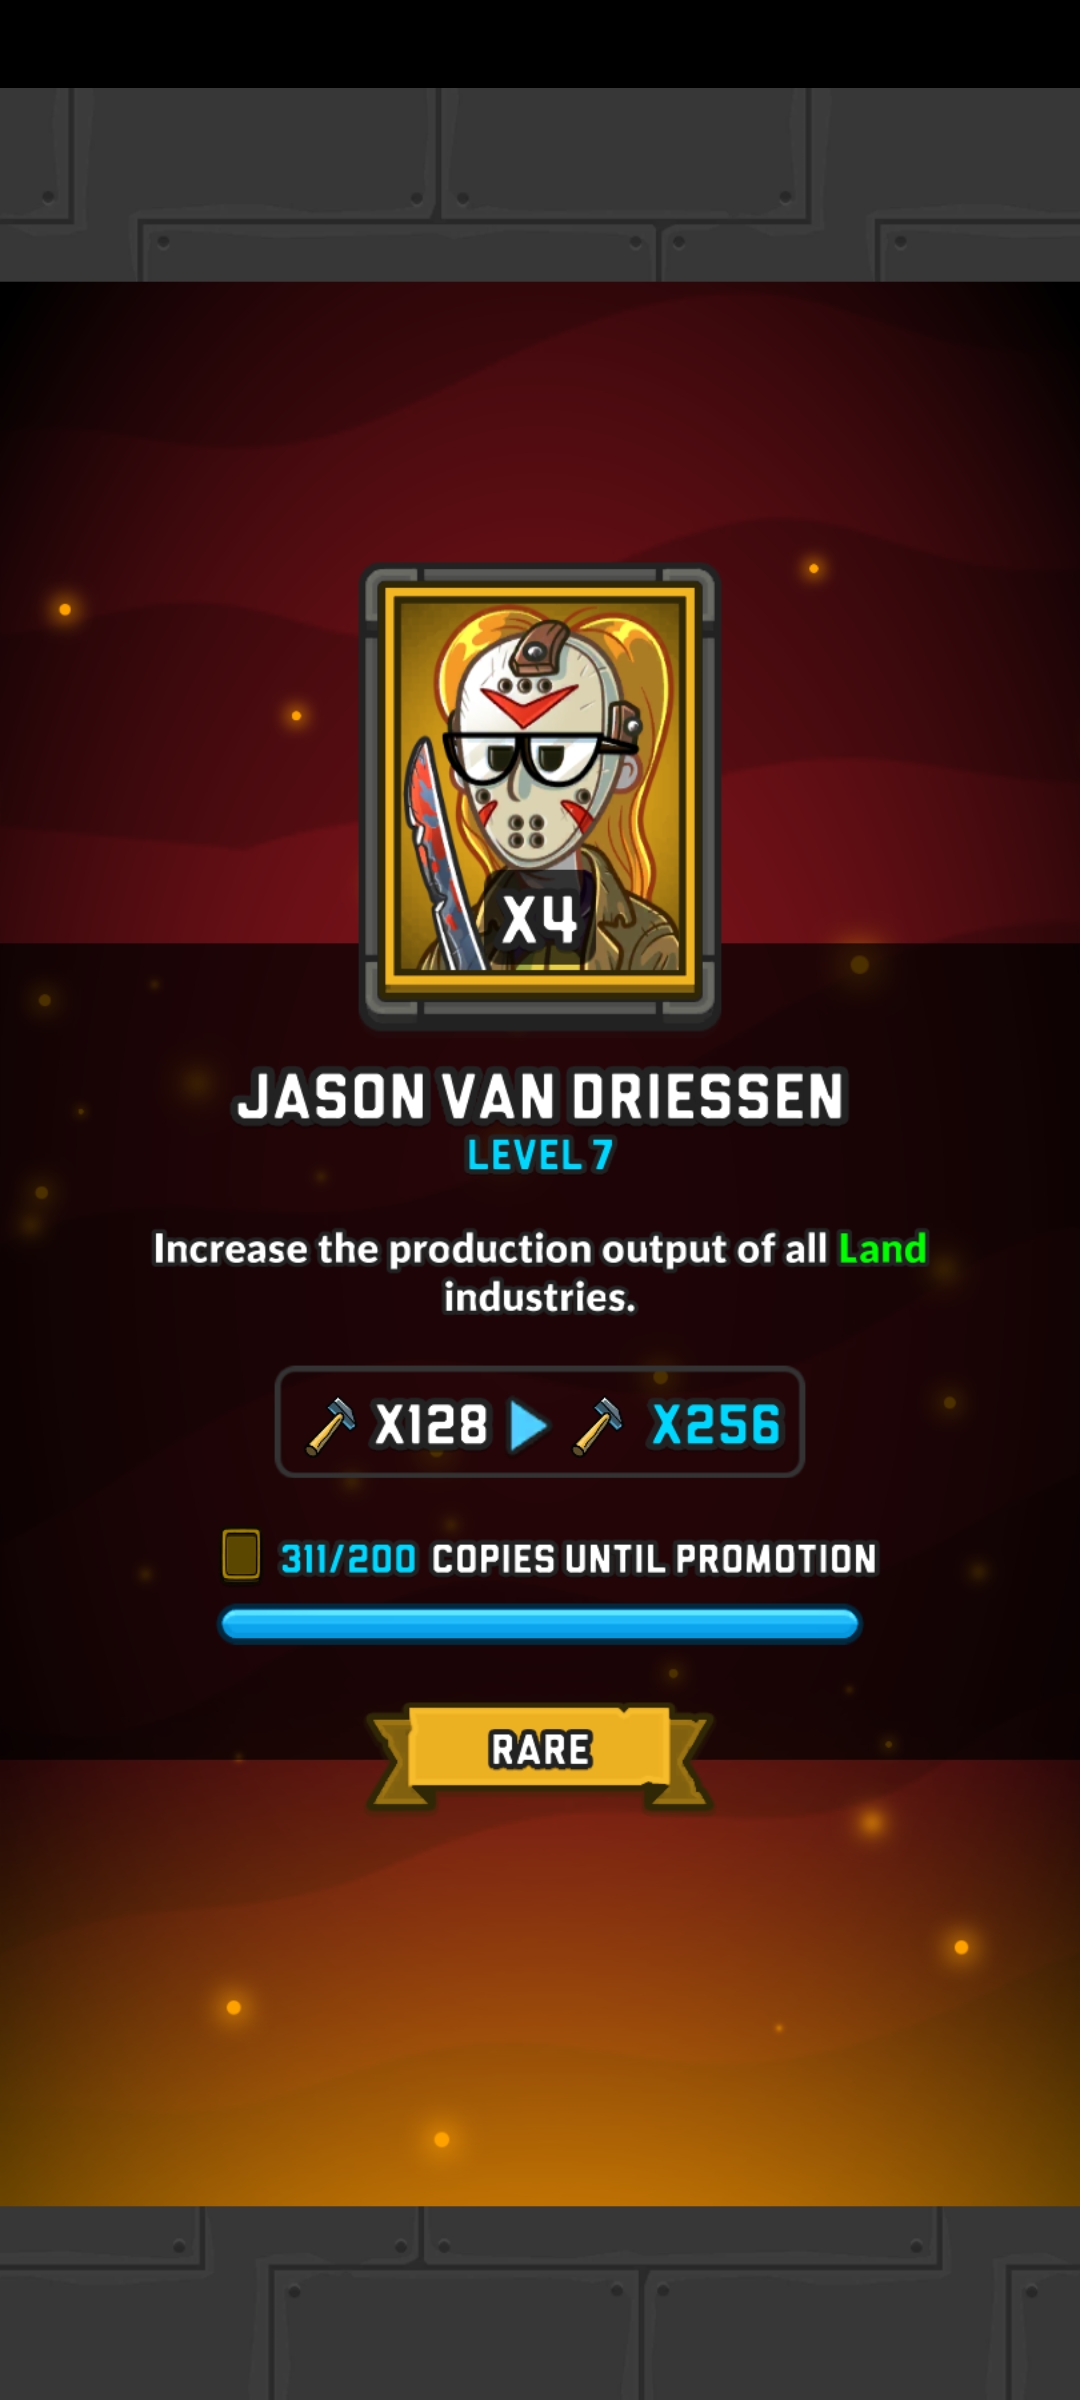 X4
JASON VAN DRIESSEN
LEVEL 7
Increase the production output of all Land
industries.
X128 X256
311/200 COPIES UNTIL PROMOTION
RARE